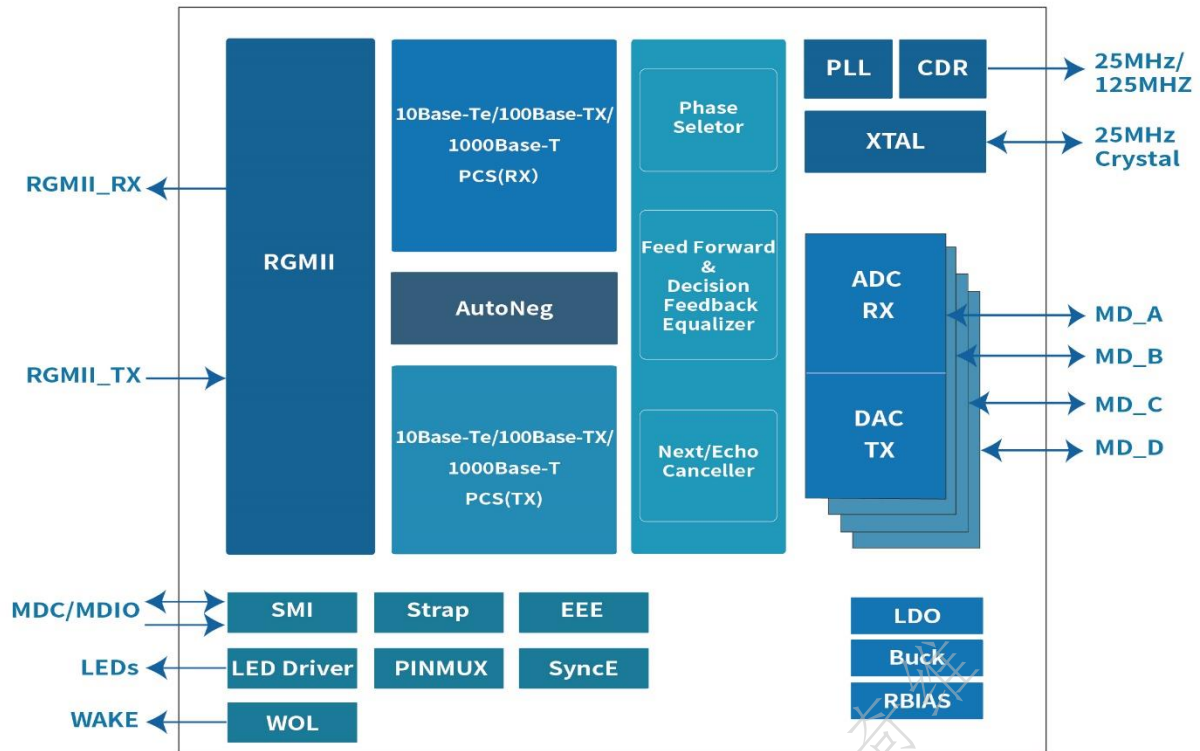 RGMII_RX
RGMII_TX
RGMII
10Base-Te/100Base-TX/
1000Base-T
PCS(RX)
AutoNeg
10Base-Te/100Base-TX/
1000Base-T
PCS(TX)
Phase
Seletor
Feed Forward
&
Decision
Feedback
Equalizer
Next/Echo
Canceller
PLL
CDR
25MHz/
125MHZ
XTAL
25MHz
Crystal
ADC
RX
DAC
TX
MD_A
MD_B
MD_C
MD_D
MDC/MDIO
SMI
Strap
EEE
LEDs
LED Driver
PINMUX
SyncE
WAKE
WOL
LDO
Buck
RBIAS